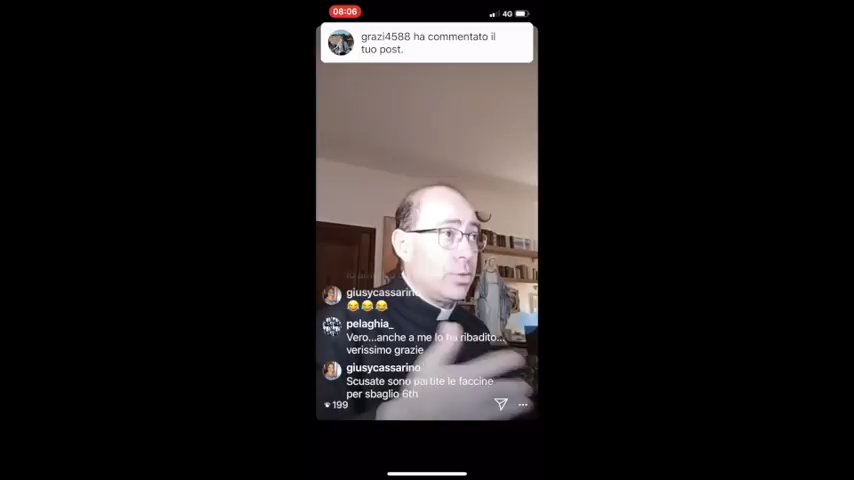 08:06
4G
grazi4588 ha commentato il
tuo post.
giusycassarino
😂😂😂
pelaghia_
Vero...anche a me lo ha ribadito...
verissimo grazie
giusycassarino
Scusate sono partite le faccine
per sbaglio 6th
199